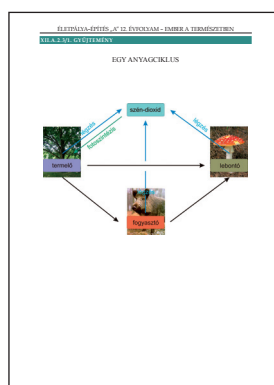 ÉLETPÁLYA-ÉPÍTÉS „A” 12. ÉVFOLYAM – EMBER A TERMÉSZETBEN
XII.A.2.5/1. GYŰJTEMÉNY
EGY ANYAGCIKLUS
szén-dioxid
légzés
fotoszintézis
légzés
termelő
lebontó
fogyasztó